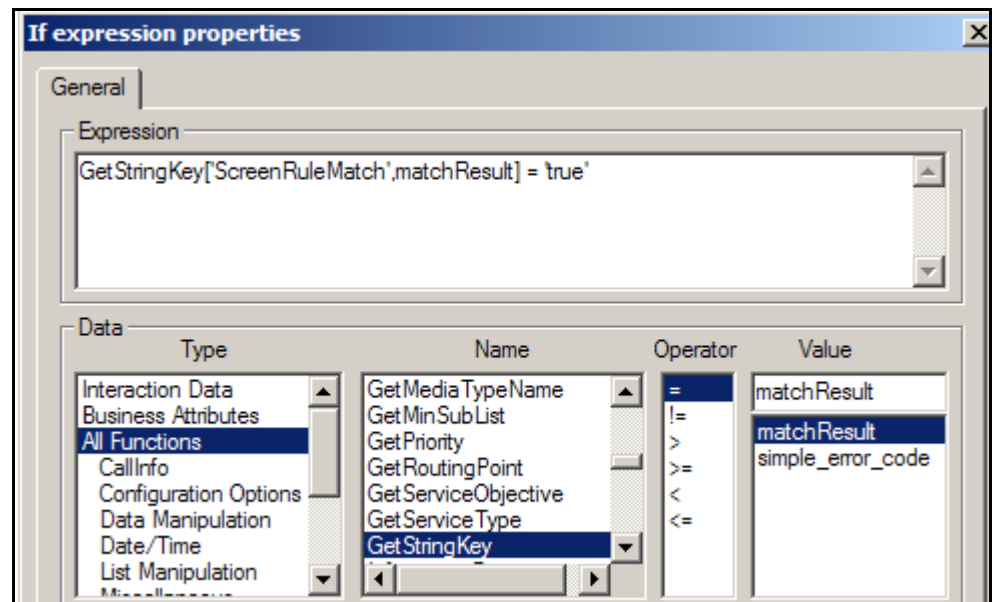 If expression properties
General
Expression
GetStringKey['ScreenRuleMatch',matchResult] = 'true'
Data
Type Name Operator Value
Interaction Data
Business Attributes
All Functions
CallInfo
Configuration Options
Data Manipulation
Date/Time
List Manipulation
Miscellaneous
GetMediaTypeName
GetMinSubList
GetPriority
GetRoutingPoint
GetServiceObjective
GetServiceType
GetStringKey
=
!=
>
>=
<
<=
matchResult
matchResult
simple_error_code